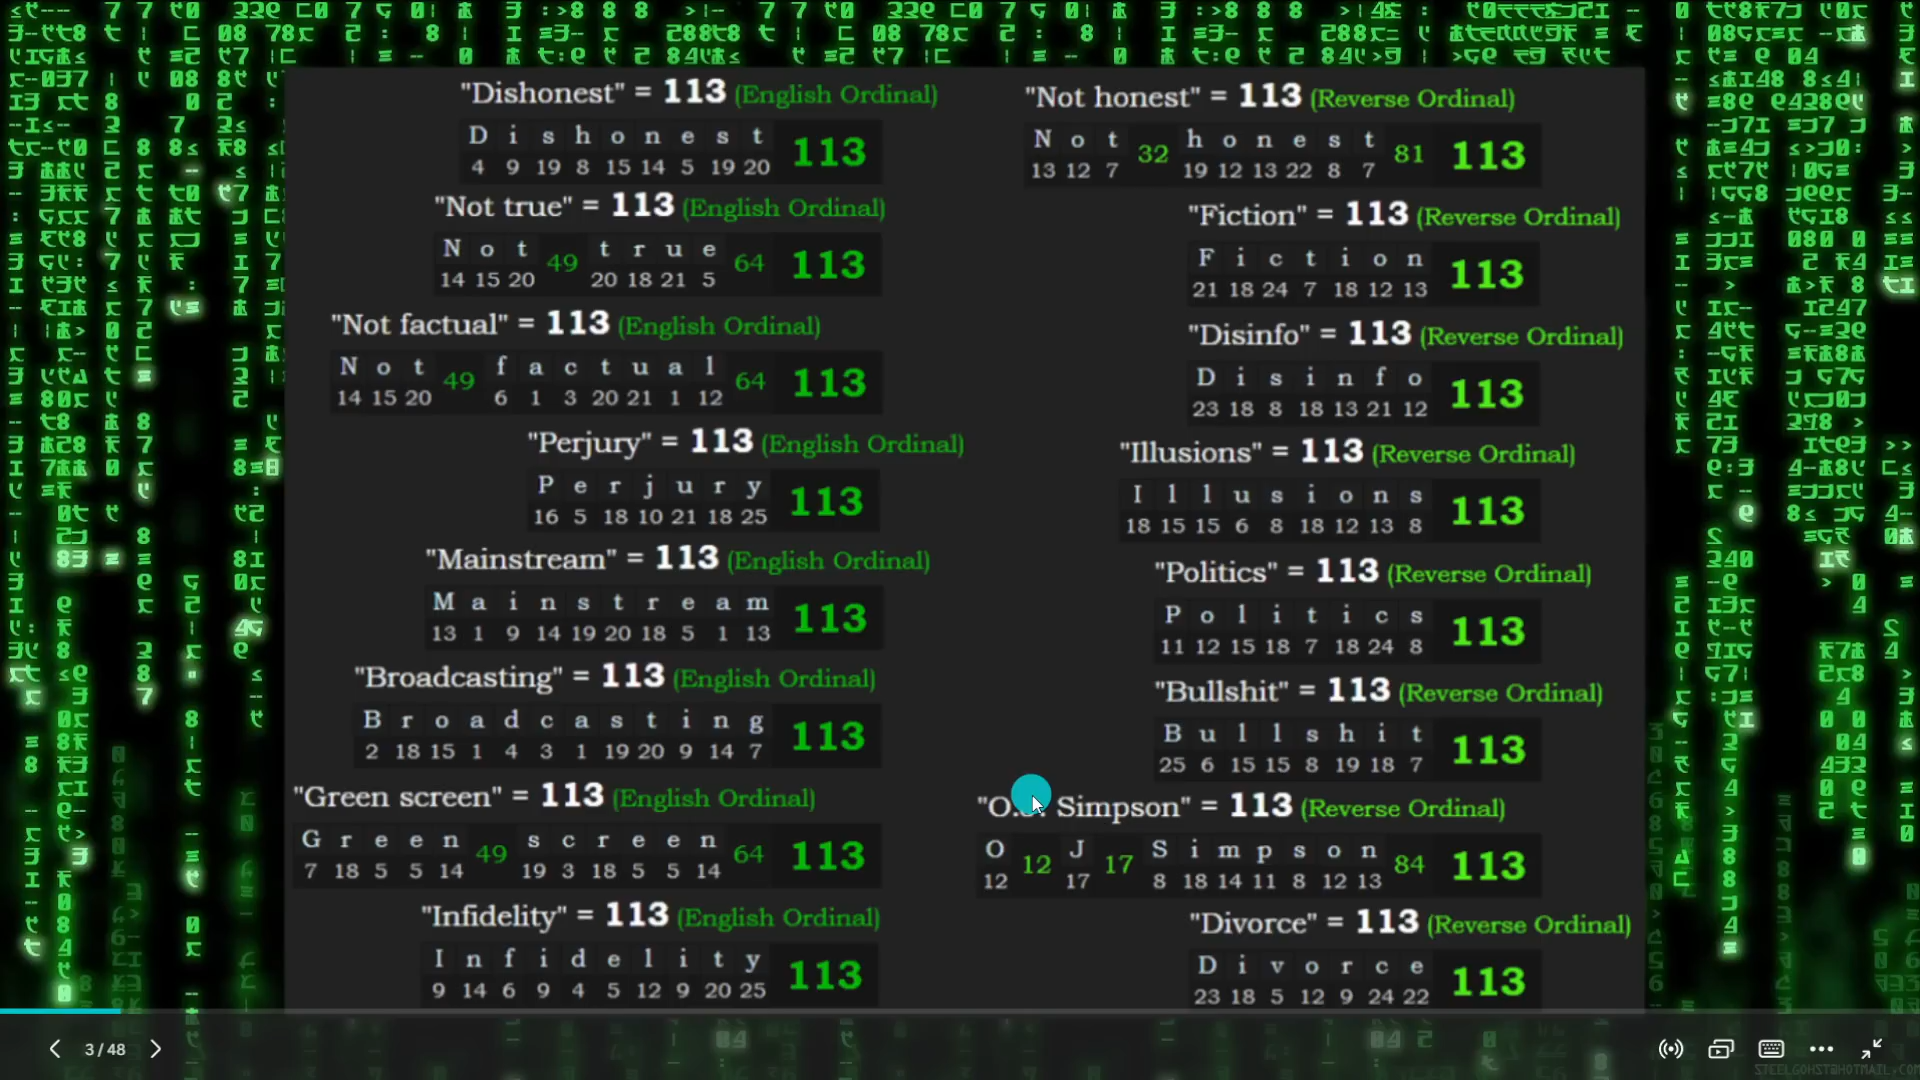 "Dishonest" = 113 (English Ordinal)
D i s h o n e s t 113
4 9 19 8 15 14 5 19 20
"Not true" = 113 (English Ordinal)
N o t 49 t r u e 64 113
14 15 20 20 18 21 5
"Not factual" = 113 (English Ordinal)
N o t 49 f a c t u a l 64 113
14 15 20 6 1 3 20 21 1 12
"Perjury" = 113 (English Ordinal)
P e r j u r y 113
16 5 18 10 21 18 25
"Mainstream" = 113 (English Ordinal)
M a i n s t r e a m 113
13 1 9 14 19 20 18 5 1 13
"Broadcasting" = 113 (English Ordinal)
B r o a d c a s t i n g 113
2 18 15 1 4 3 1 19 20 9 14 7
"Green screen" = 113 (English Ordinal)
G r e e n 49 s c r e e n 64 113
7 18 5 5 14 19 3 18 5 5 14
"Infidelity" = 113 (English Ordinal)
I n f i d e l i t y 113
9 14 6 9 4 5 12 9 20 25
"Not honest" = 113 (Reverse Ordinal)
N o t 32 h o n e s t 81 113
13 12 7 19 12 13 22 8 7
"Fiction" = 113 (Reverse Ordinal)
F i c t i o n 113
21 18 24 7 18 12 13
"Disinfo" = 113 (Reverse Ordinal)
D i s i n f o 113
23 18 8 18 13 21 12
"Illusions" = 113 (Reverse Ordinal)
I l l u s i o n s 113
18 15 15 6 8 18 12 13 8
"Politics" = 113 (Reverse Ordinal)
P o l i t i c s 113
11 12 15 18 7 18 24 8
"Bullshit" = 113 (Reverse Ordinal)
B u l l s h i t 113
25 6 15 15 8 19 18 7
Simpson" = 113 (Reverse Ordinal)
O 12 J 17 S i m p s o n 84 113
12 17 8 18 14 11 8 12 13
"Divorce" = 113 (Reverse Ordinal)
D i v o r c e 113
23 18 5 12 9 24 22
3 / 48
STEELGOHST@HOTMAIL.COM